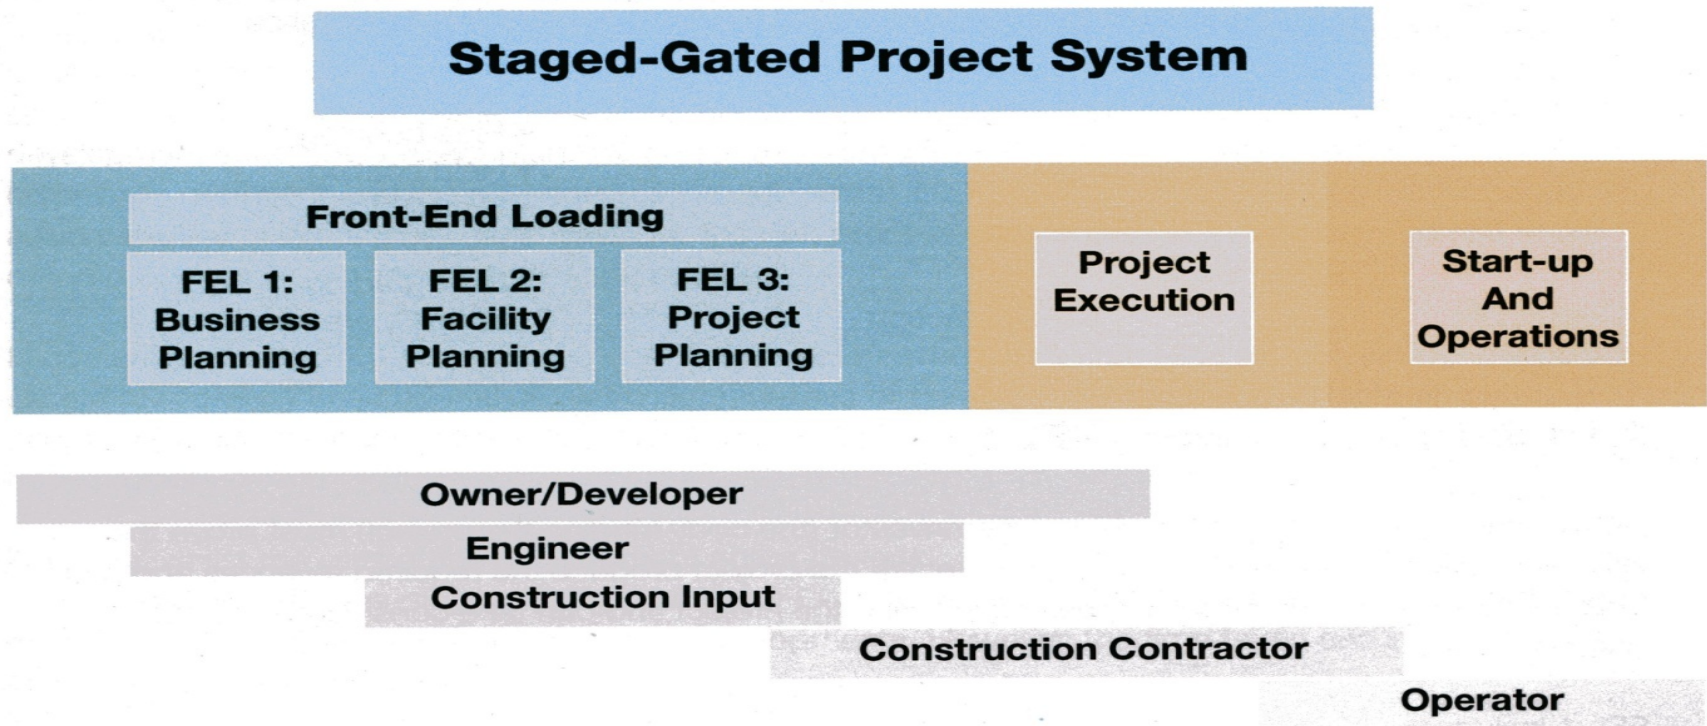 Staged-Gated Project System
Front-End Loading
FEL 1:
Business
Planning
FEL 2:
Facility
Planning
FEL 3:
Project
Planning
Project
Execution
Start-up
And
Operations
Owner/Developer
Engineer
Construction Input
Construction Contractor
Operator